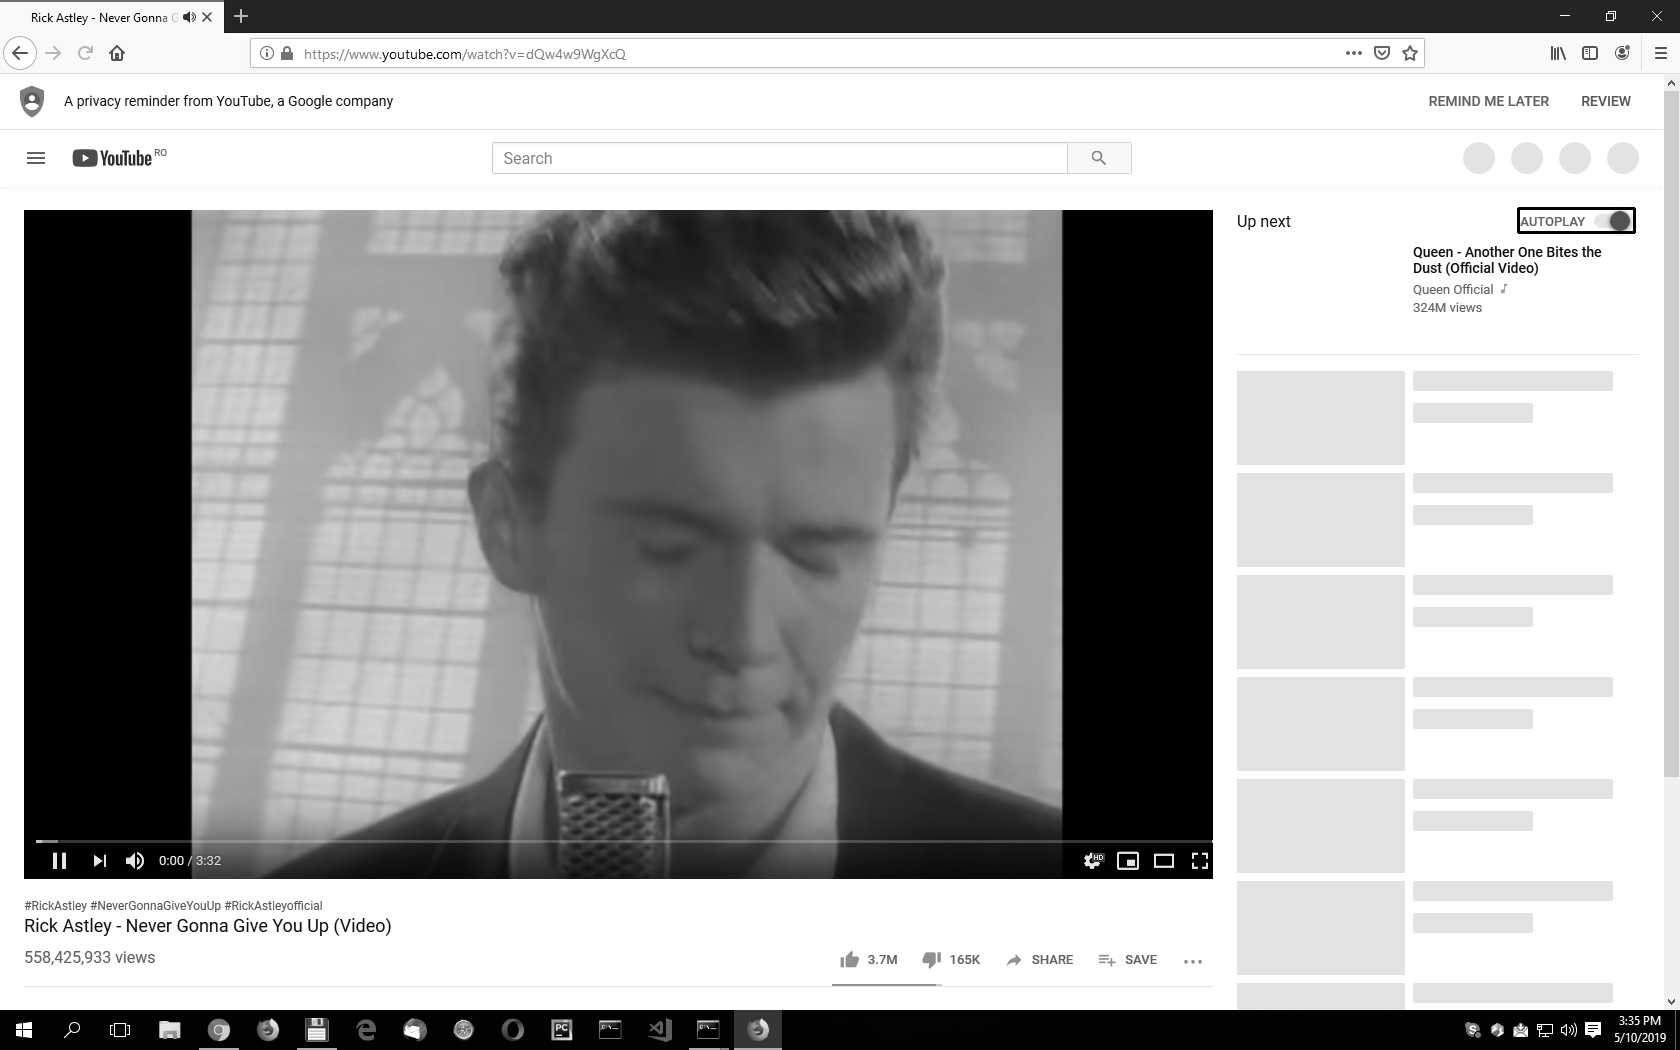 Rick Astley - Never Gonna G
https://www.youtube.com/watch?v=dQw4w9WgXcQ
A privacy reminder from YouTube, a Google company
REMIND ME LATER
REVIEW
YouTube RO
Search
Up next
AUTOPLAY
Queen - Another One Bites the
Dust (Official Video)
Queen Official
324M views
HD
0:00 / 3:32
#RickAstley #NeverGonnaGiveYouUp #RickAstleyofficial
Rick Astley - Never Gonna Give You Up (Video)
558,425,933 views
3.7M
165K
SHARE
SAVE
PC
3:35 PM
5/10/2019